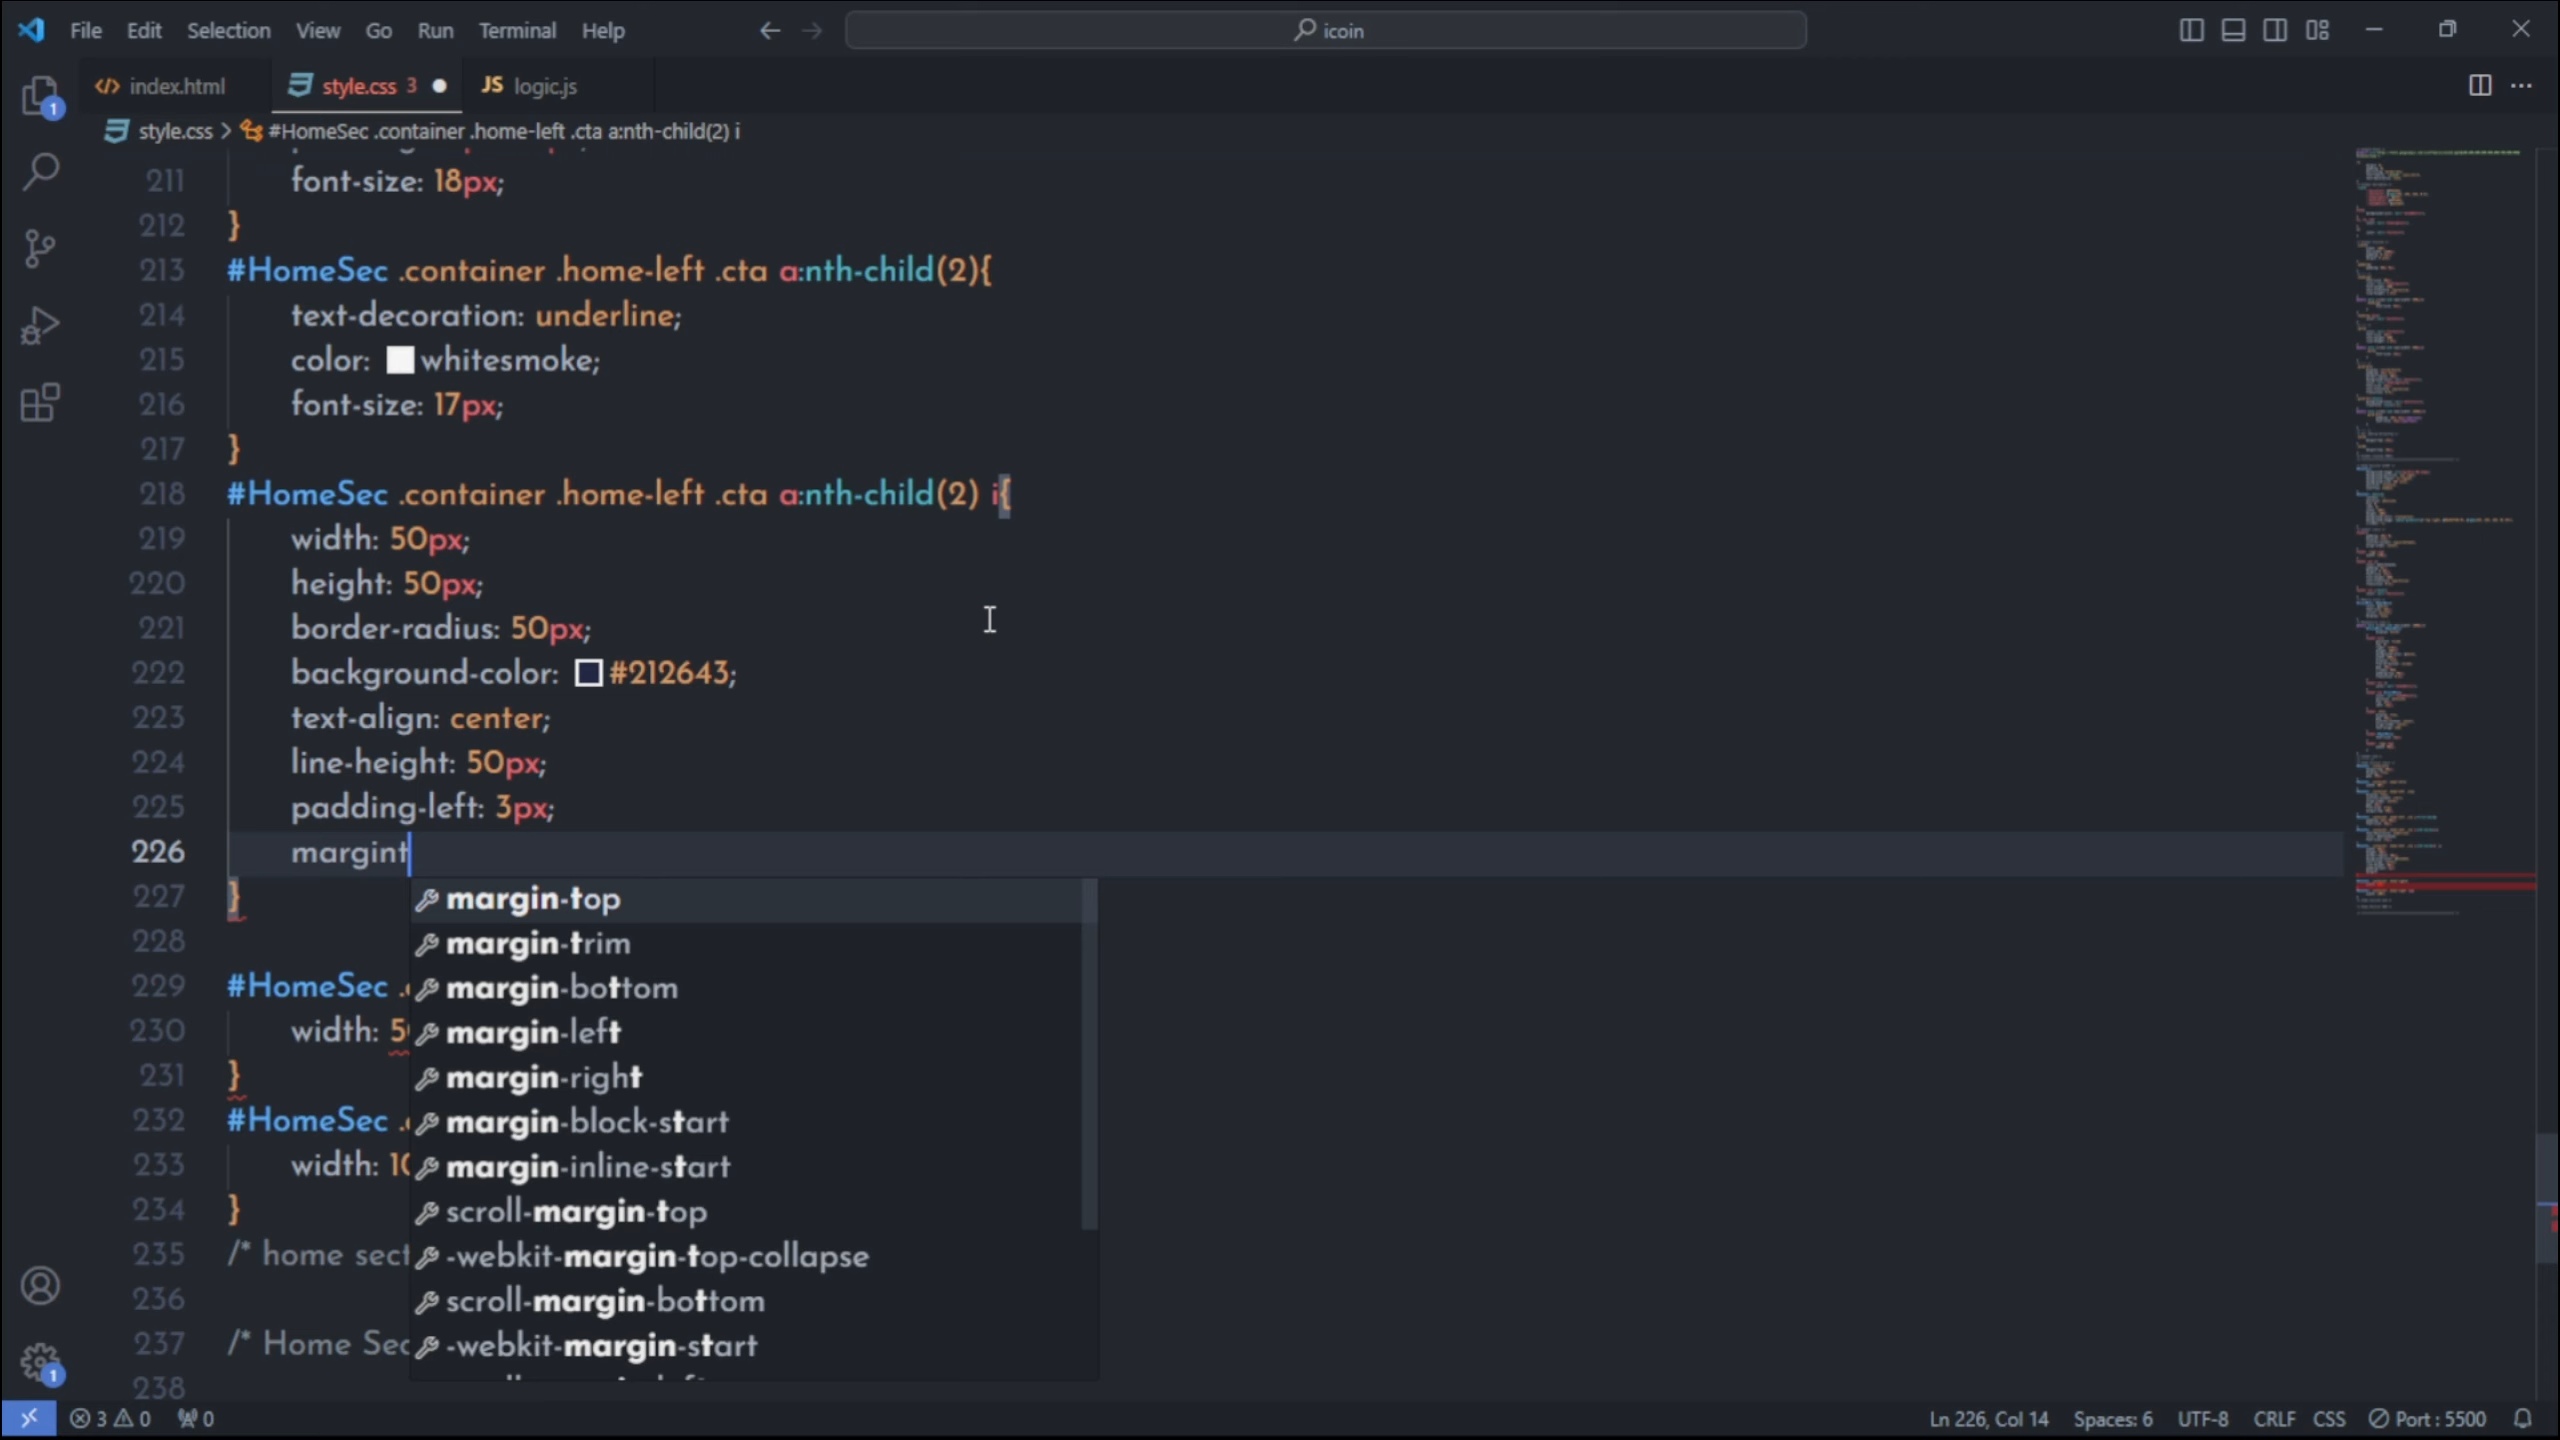 File Edit Selection View Go Run Terminal Help icoin
index.html style.css 3 JS logic.js
style.css > #HomeSec .container .home-left .cta a:nth-child(2) i
1
211 font-size: 18px;
212 }
213 #HomeSec .container .home-left .cta a:nth-child(2){
214 text-decoration: underline;
215 color: whitesmoke;
216 font-size: 17px;
217 }
218 #HomeSec .container .home-left .cta a:nth-child(2) i{
219 width: 50px;
220 height: 50px;
221 border-radius: 50px;
222 background-color: #212643;
223 text-align: center;
224 line-height: 50px;
225 padding-left: 3px;
226 margint
227 } margin-top
228 margin-trim
margin-bottom
229 #HomeSec .
230 width: 5 margin-left
231 } margin-right
232 #HomeSec . margin-block-start
233 width: 10 margin-inline-start
234 } scroll-margin-top
235 /* home sect -webkit-margin-top-collapse
236 scroll-margin-bottom
237 /* Home Sec -webkit-margin-start
238
1
3 0 0 Ln 226, Col 14 Spaces: 6 UTF-8 CRLF CSS Port : 5500